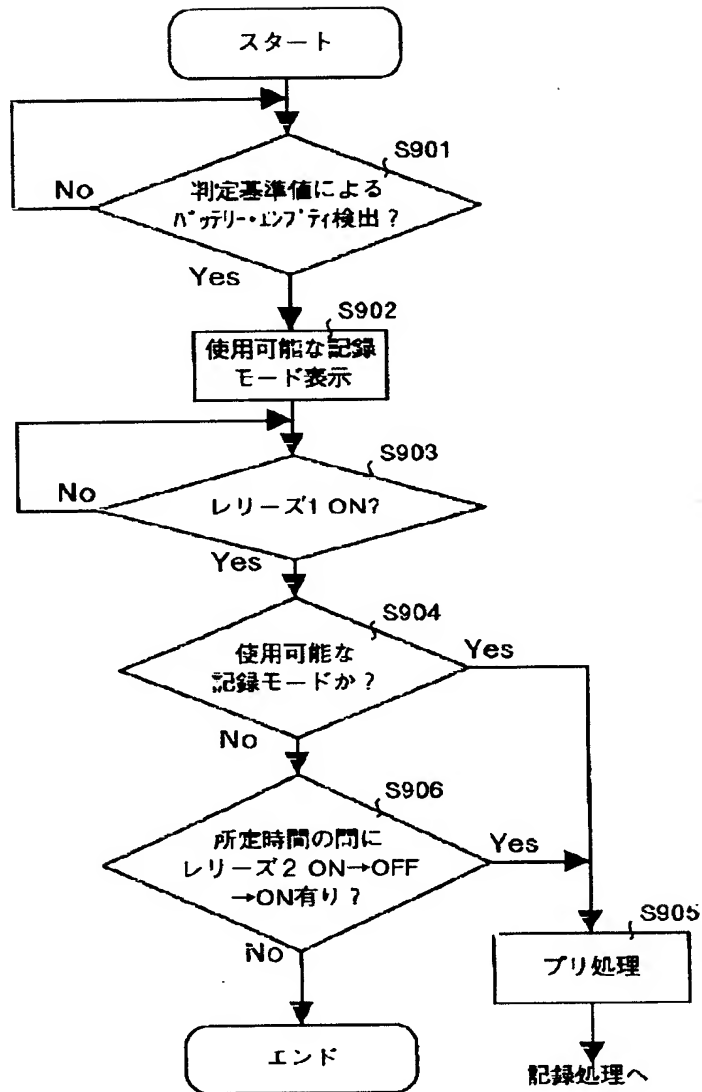 スタート
S901
No
判定基準値による
バッテリー・エンプティ検出?
Yes
S902
使用可能な記録
モード表示
S903
No
レリーズ1 ON?
Yes
S904
使用可能な
記録モードか?
Yes
No
S906
所定時間の間に
レリーズ2 ON→OFF
→ON有り?
Yes
No
S905
プリ処理
エンド
記録処理へ